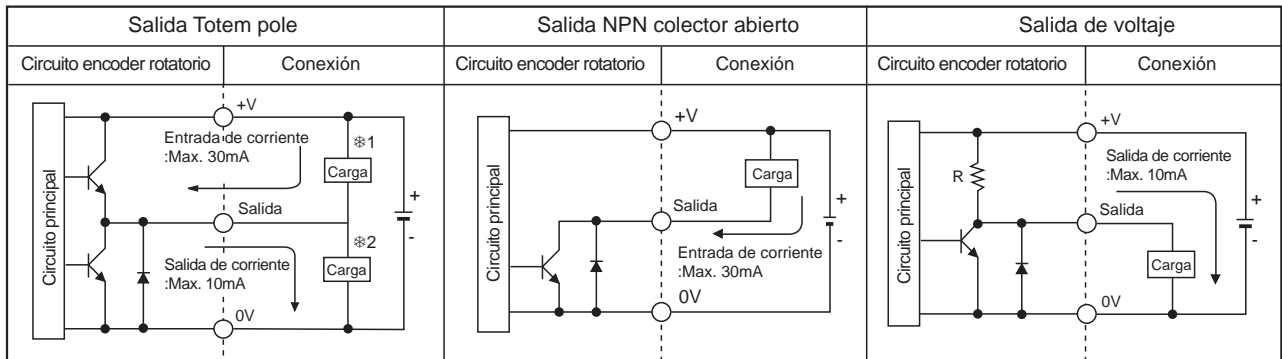 Salida Totem pole
Circuito encoder rotatorio
Conexión
Circuito principal
+V
Entrada de corriente
:Max. 30mA
※1
Carga
Salida
※2
Salida de corriente
:Max. 10mA
Carga
0V
+
-
Salida NPN colector abierto
Circuito encoder rotatorio
Conexión
Circuito principal
+V
Carga
Salida
Entrada de corriente
:Max. 30mA
0V
+
-
Salida de voltaje
Circuito encoder rotatorio
Conexión
Circuito principal
+V
R
Salida de corriente
:Max. 10mA
Salida
Carga
0V
+
-